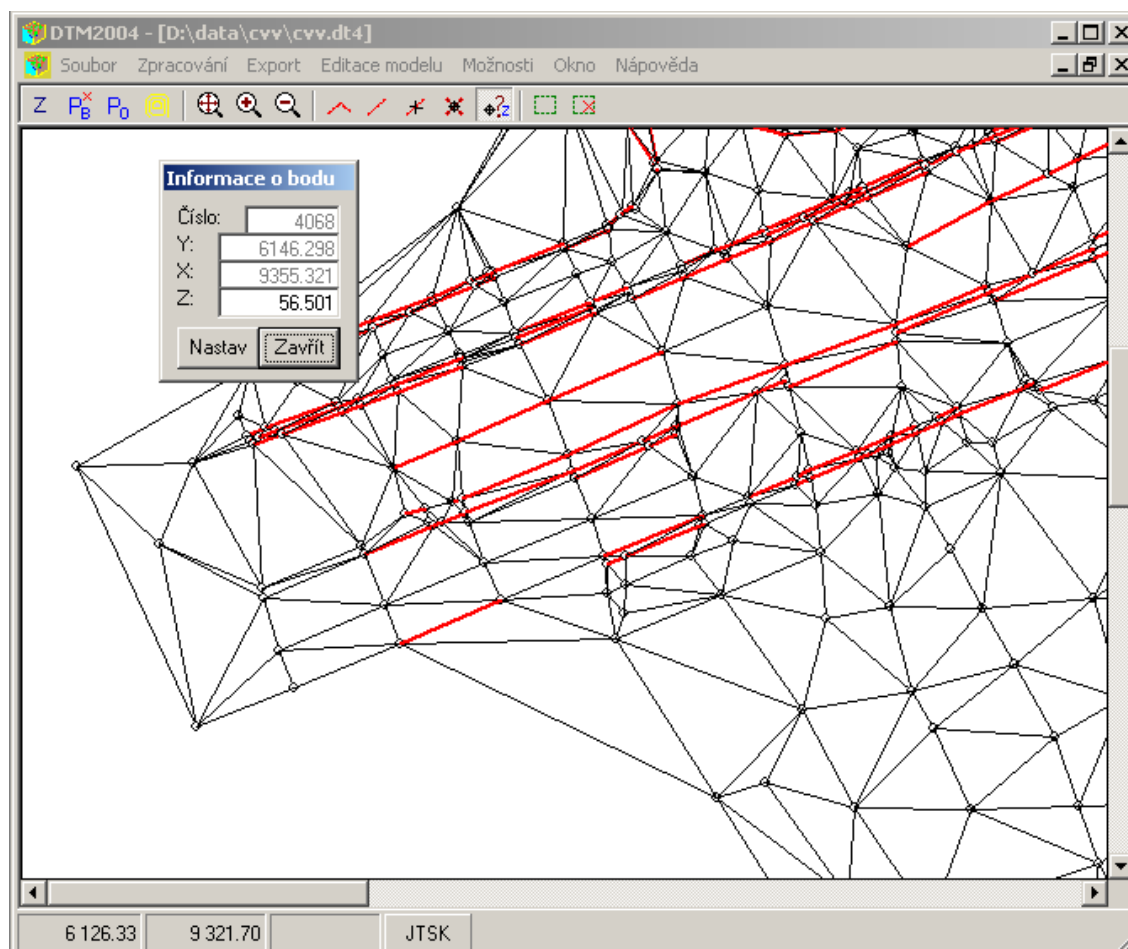 DTM2004 - [D:\data\cvv\cvv.dt4]
Soubor Zpracování Export Editace modelu Možnosti Okno Nápověda
Z P B P O ? z
Informace o bodu
Číslo: 4068
Y: 6146.298
X: 9355.321
Z: 56.501
Nastav Zavřít
6 126.33 9 321.70 JTSK